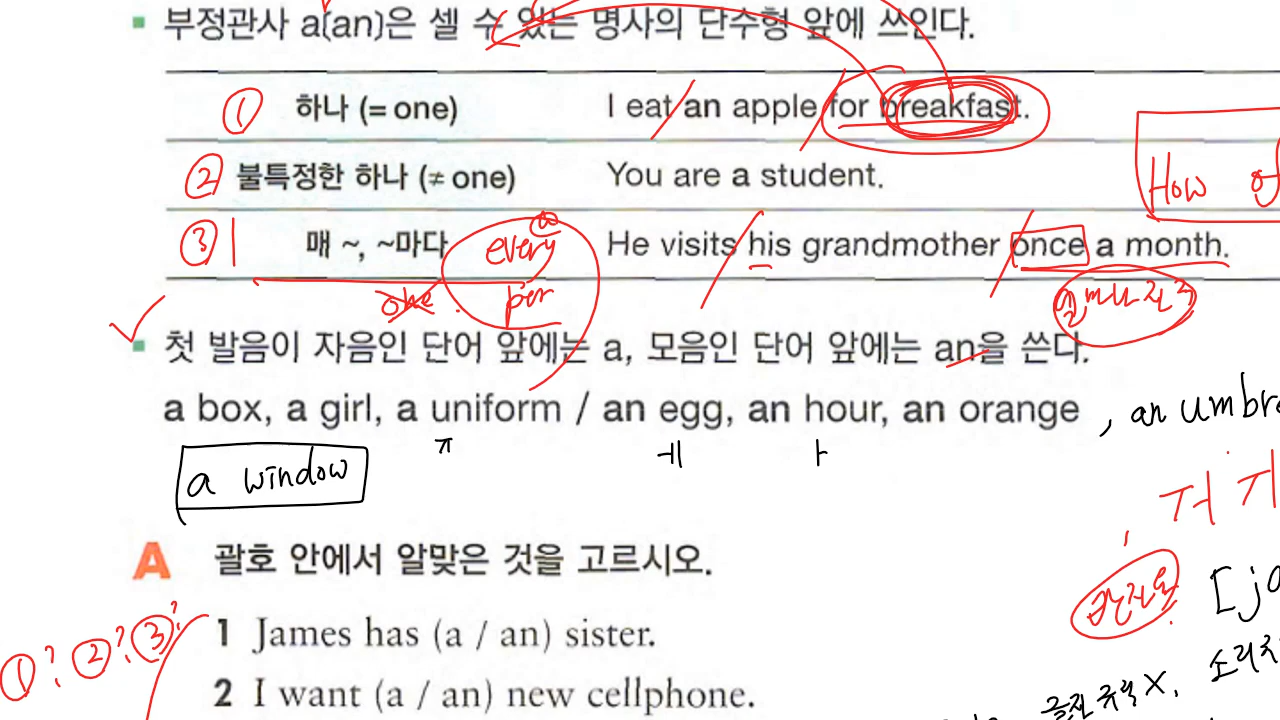 부정관사 a(an)은 셀 수 있는 명사의 단수형 앞에 쓰인다.
① 하나 (= one) I eat an apple for breakfast.
② 불특정한 하나 (≠ one) You are a student.
How
③ 매 ~, ~마다 every He visits his grandmother once a month.
one per
첫 발음이 자음인 단어 앞에는 a, 모음인 단어 앞에는 an을 쓴다.
a box, a girl, a uniform / an egg, an hour, an orange , an
ㅠ ㅔ ㅏ
a window
A 괄호 안에서 알맞은 것을 고르시오.
①? ②? ③?
1 James has (a / an) sister.
2 I want (a / an) new cellphone.